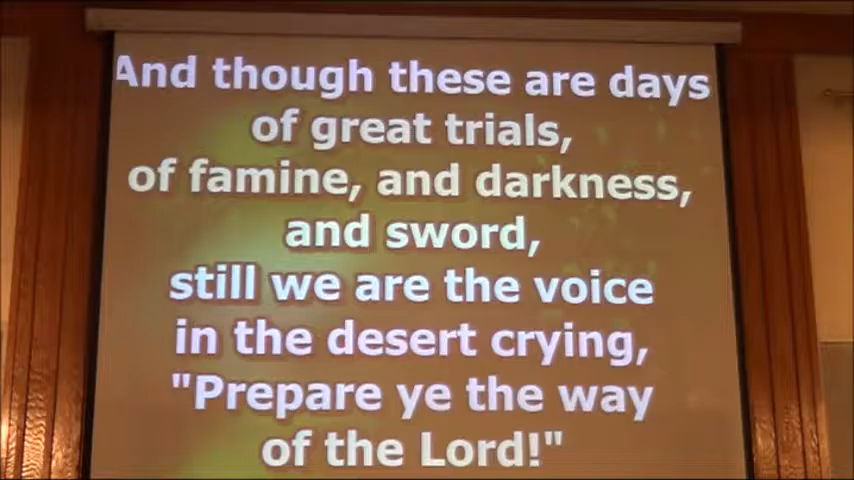 And though these are days
of great trials,
of famine, and darkness,
and sword,
still we are the voice
in the desert crying,
"Prepare ye the way
of the Lord!"